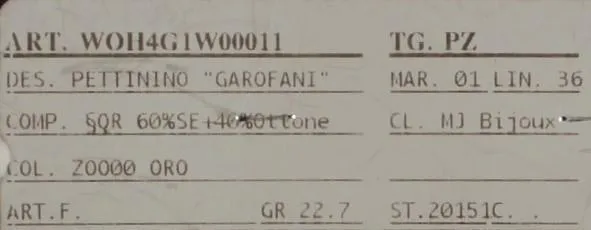 ART. WOH4G1W00011 TG. PZ
DES. PETTININO "GAROFANI" MAR. 01 LIN. 36
COMP. §QR 60%SE+40%Ottone CL. MJ Bijoux
COL. Z0000 ORO
ART.F. GR 22.7 ST.20151C. .